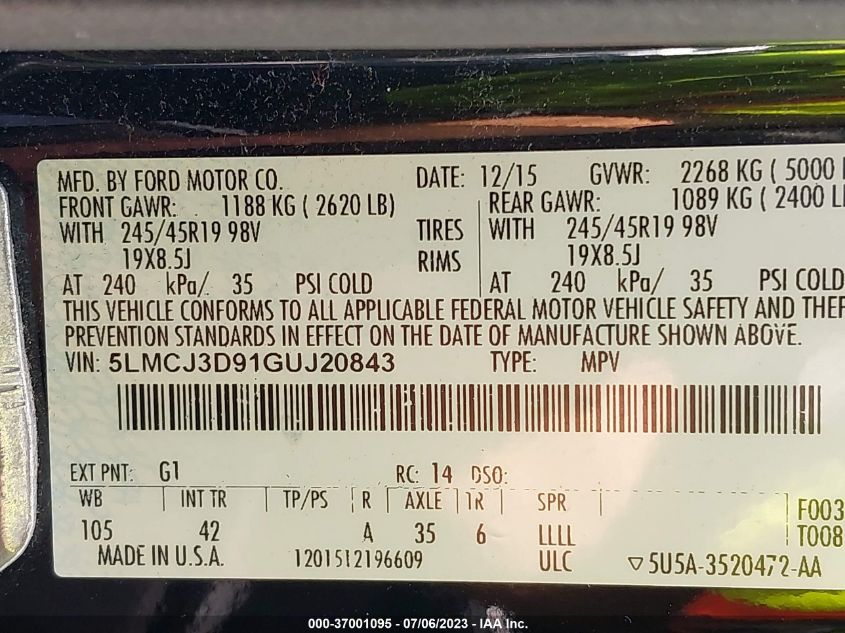 MFD. BY FORD MOTOR CO. DATE: 12/15 GVWR: 2268 KG ( 5000
FRONT GAWR: 1188 KG ( 2620 LB) REAR GAWR: 1089 KG ( 2400
WITH 245/45R19 98V TIRES WITH 245/45R19 98V
19X8.5J RIMS 19X8.5J
AT 240 kPa/ 35 PSI COLD AT 240 kPa/ 35 PSI COLD
THIS VEHICLE CONFORMS TO ALL APPLICABLE FEDERAL MOTOR VEHICLE SAFETY AND THEF
PREVENTION STANDARDS IN EFFECT ON THE DATE OF MANUFACTURE SHOWN ABOVE.
VIN: 5LMCJ3D91GUJ20843 TYPE: MPV
EXT PNT: G1 RC: 14 DSO:
WB INT TR TP/PS R AXLE TR SPR F003
105 42 A 35 6 LLLL T008
MADE IN U.S.A. 1201512196609 ULC 5U5A-3520472-AA
000-37001095 - 07/06/2023 - IAA Inc.